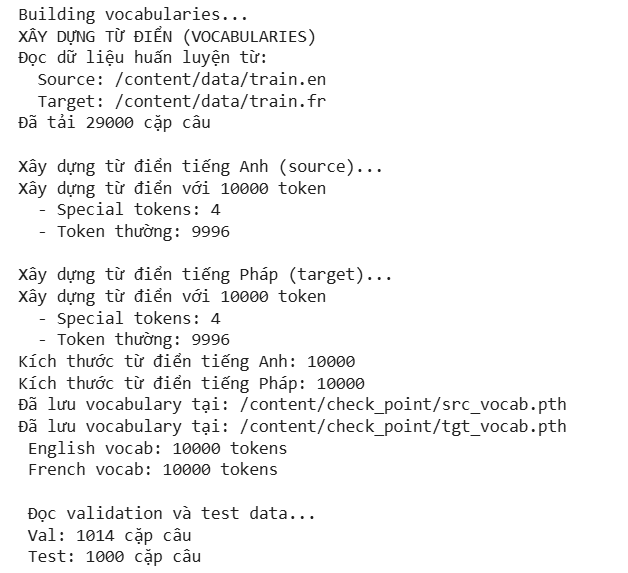 Building vocabularies...
XÂY DỰNG TỪ ĐIỂN (VOCABULARIES)
Đọc dữ liệu huấn luyện từ:
Source: /content/data/train.en
Target: /content/data/train.fr
Đã tải 29000 cặp câu
Xây dựng từ điển tiếng Anh (source)...
Xây dựng từ điển với 10000 token
- Special tokens: 4
- Token thường: 9996
Xây dựng từ điển tiếng Pháp (target)...
Xây dựng từ điển với 10000 token
- Special tokens: 4
- Token thường: 9996
Kích thước từ điển tiếng Anh: 10000
Kích thước từ điển tiếng Pháp: 10000
Đã lưu vocabulary tại: /content/check_point/src_vocab.pth
Đã lưu vocabulary tại: /content/check_point/tgt_vocab.pth
English vocab: 10000 tokens
French vocab: 10000 tokens
Đọc validation và test data...
Val: 1014 cặp câu
Test: 1000 cặp câu